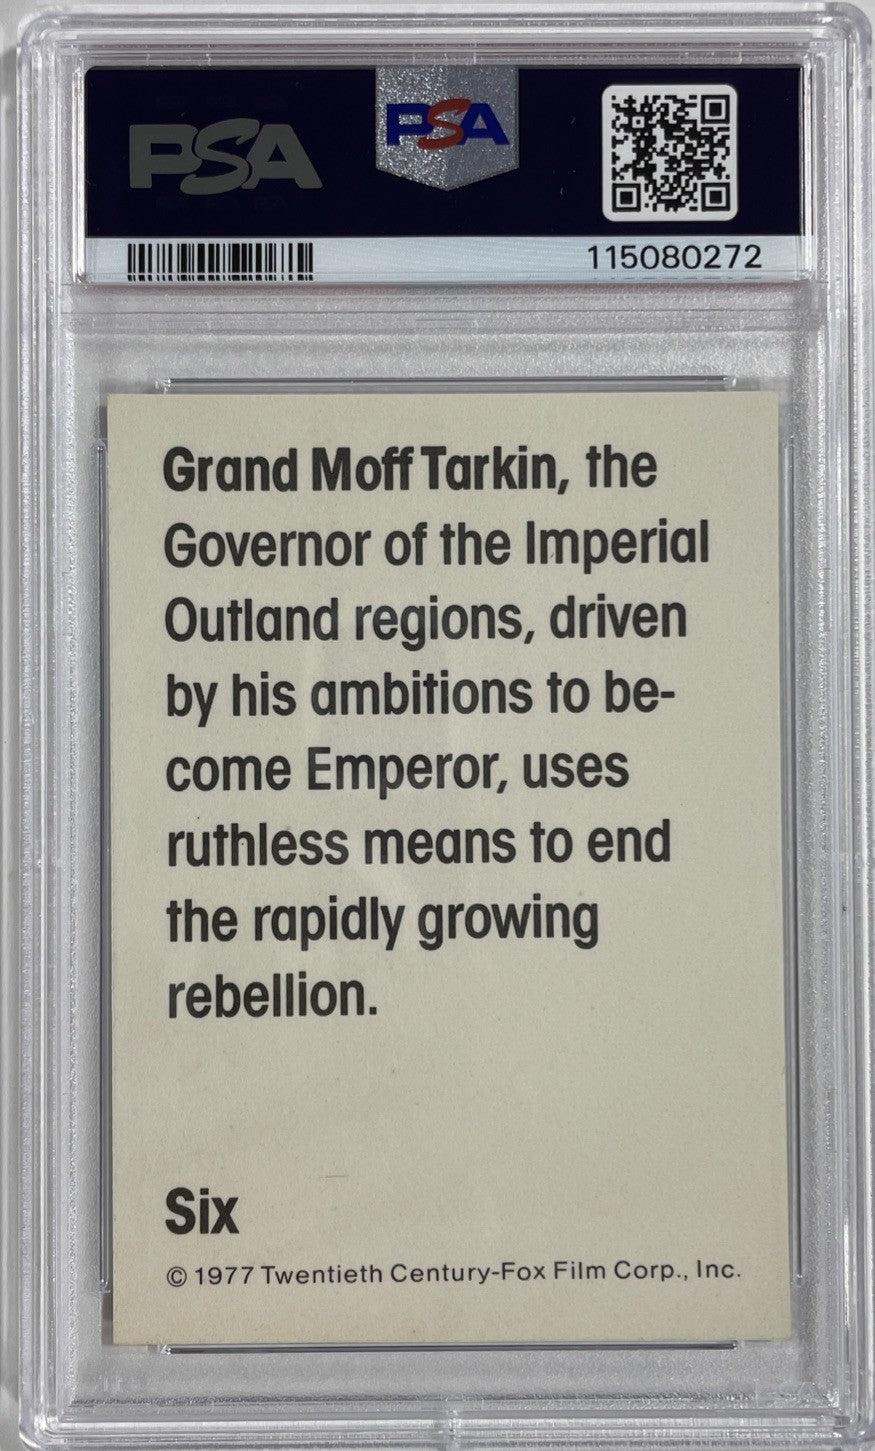 PSA
PSA
115080272
Grand Moff Tarkin, the
Governor of the Imperial
Outland regions, driven
by his ambitions to be-
come Emperor, uses
ruthless means to end
the rapidly growing
rebellion.
Six
© 1977 Twentieth Century-Fox Film Corp., Inc.